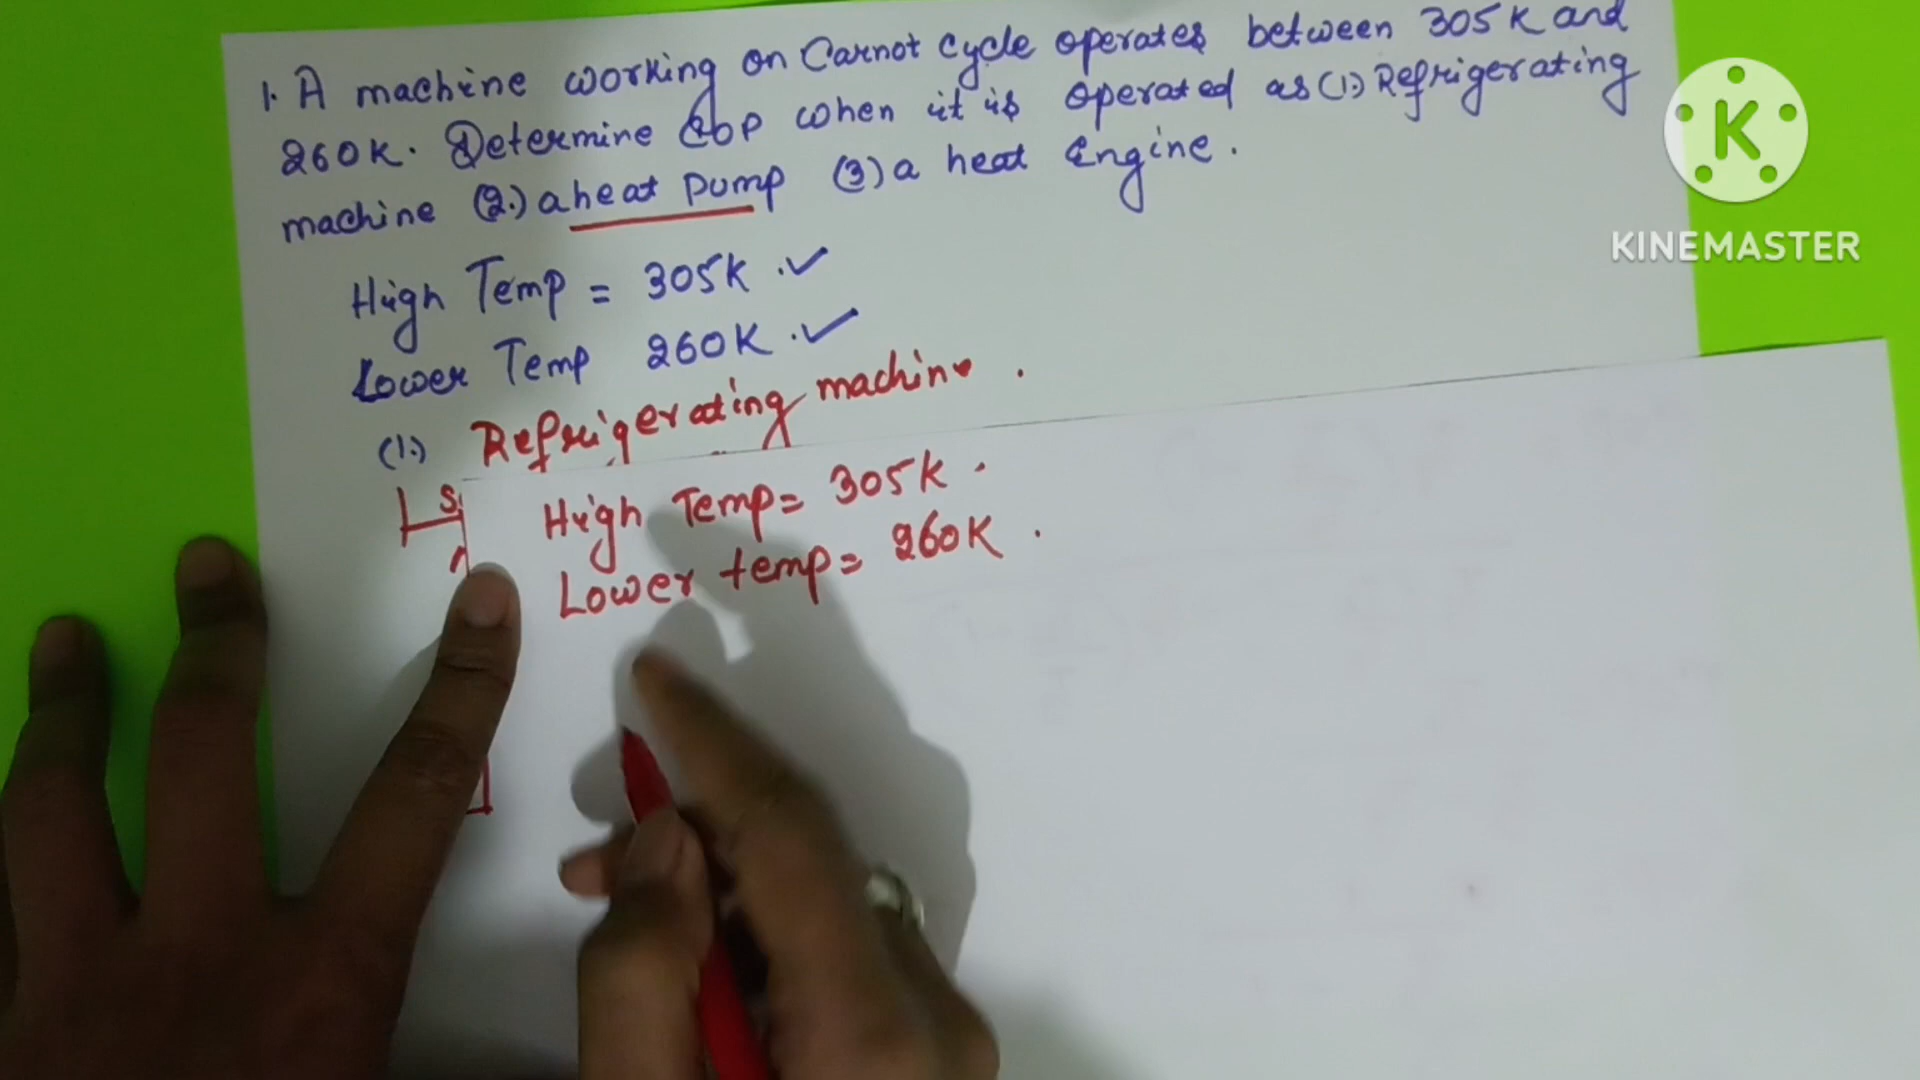 1. A machine working on Carnot cycle operates between 305K and
260K. Determine COP when it is operated as (1.) Refrigerating
machine (2.) a heat pump (3) a heat Engine.
High Temp = 305K.
Lower Temp 260K.
(1.) Refrigerating machine.
High Temp = 305K.
Lower temp = 260K.
K
KINEMASTER